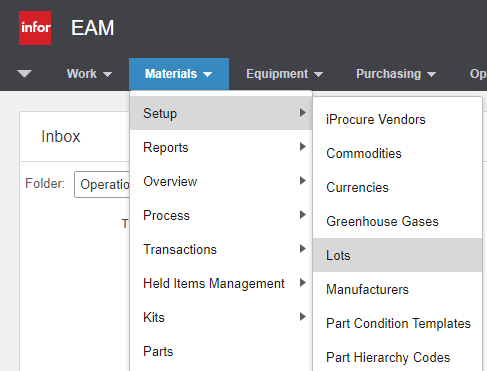 infor EAM
Work Materials Equipment Purchasing Op
Inbox
Folder: Operatio
T
Setup
Reports
Overview
Process
Transactions
Held Items Management
Kits
Parts
iProcure Vendors
Commodities
Currencies
Greenhouse Gases
Lots
Manufacturers
Part Condition Templates
Part Hierarchy Codes